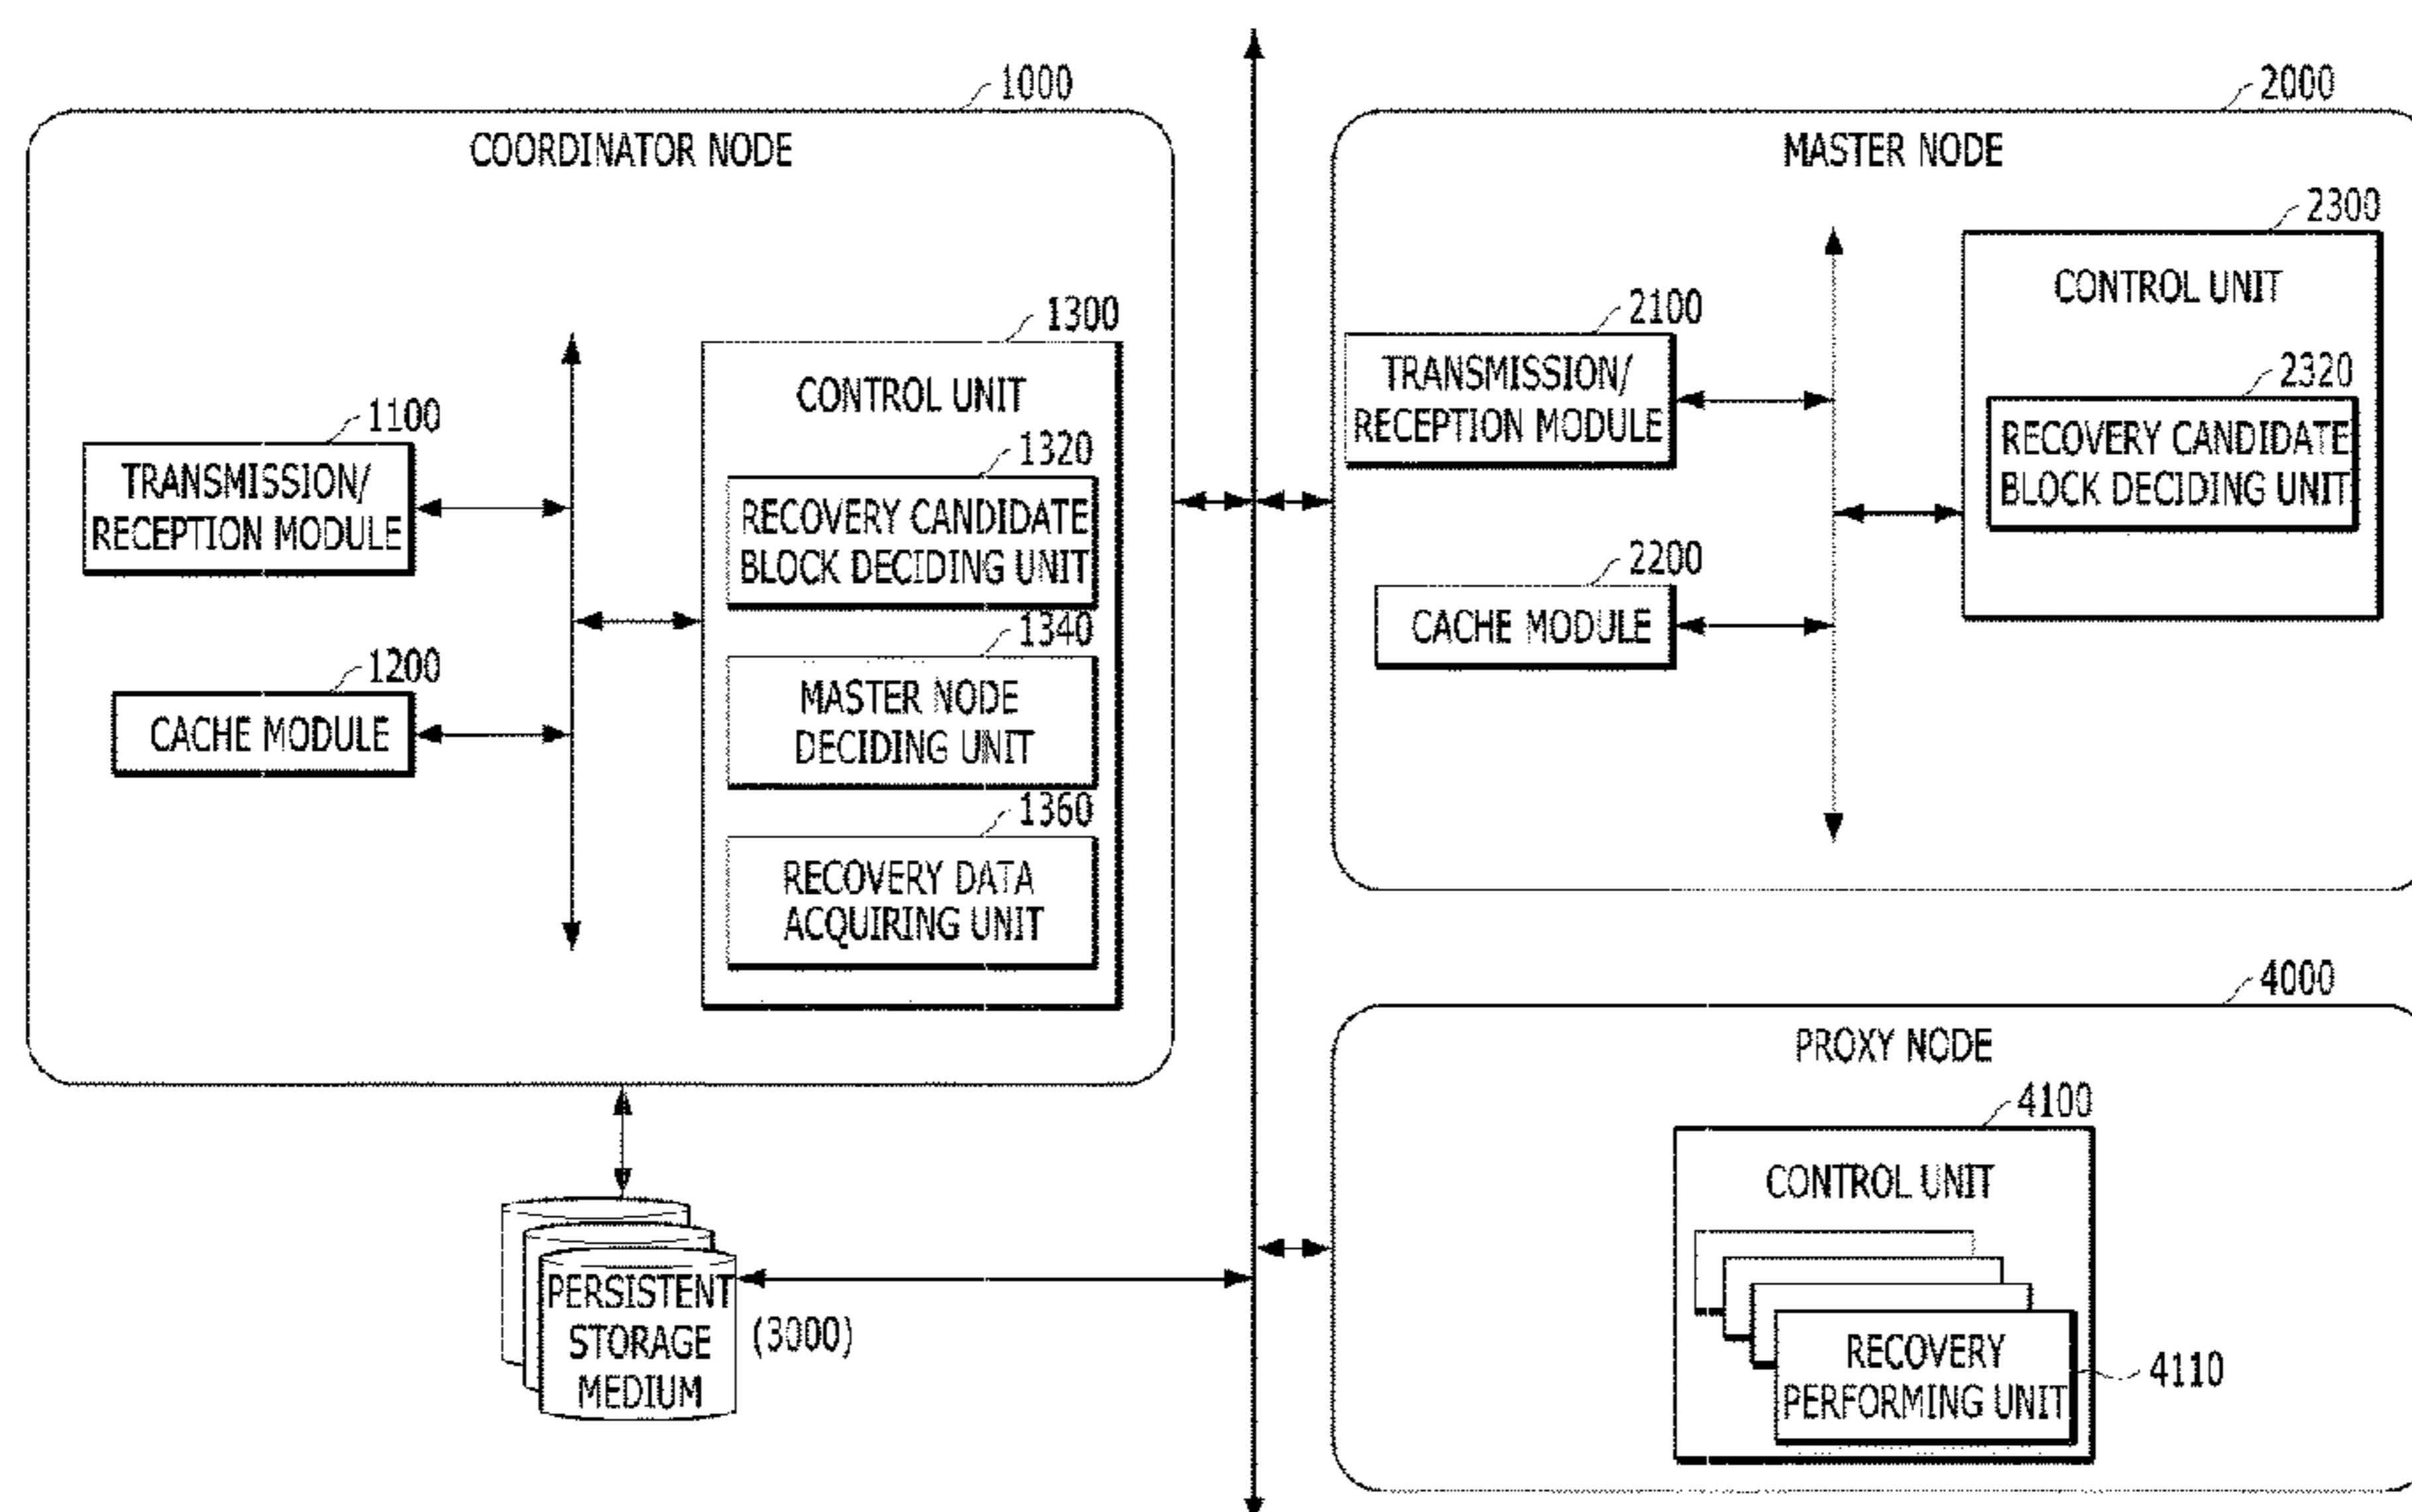 1000
COORDINATOR NODE
1100
TRANSMISSION/
RECEPTION MODULE
1200
CACHE MODULE
1300
CONTROL UNIT
1320
RECOVERY CANDIDATE
BLOCK DECIDING UNIT
1340
MASTER NODE
DECIDING UNIT
1360
RECOVERY DATA
ACQUIRING UNIT
2000
MASTER NODE
2100
TRANSMISSION/
RECEPTION MODULE
2200
CACHE MODULE
2300
CONTROL UNIT
2320
RECOVERY CANDIDATE
BLOCK DECIDING UNIT
PERSISTENT
STORAGE
MEDIUM
(3000)
4000
PROXY NODE
4100
CONTROL UNIT
RECOVERY
PERFORMING UNIT
4110